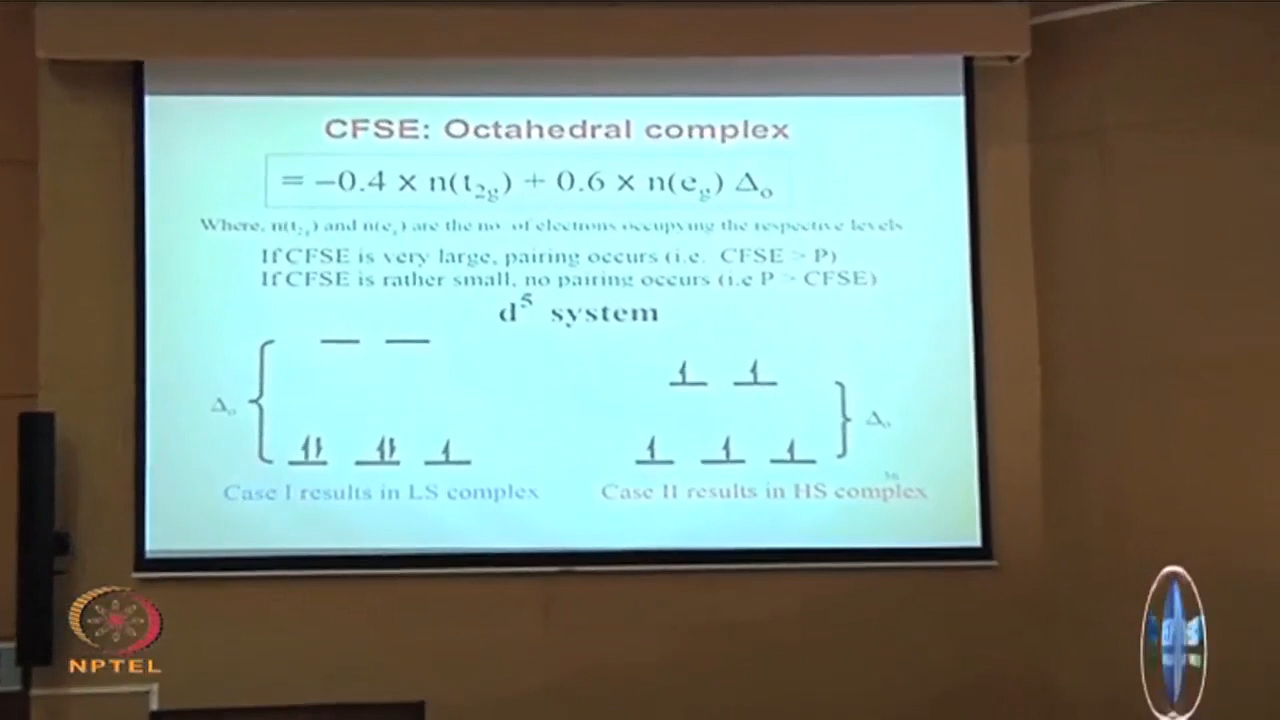 CFSE: Octahedral complex
= −0.4 × n(t₂g) + 0.6 × n(eg) Δₒ
Where, n(t₂g) and n(eg) are the no. of electrons occupying the respective levels
If CFSE is very large, pairing occurs (i.e. CFSE > P)
If CFSE is rather small, no pairing occurs (i.e P > CFSE)
d⁵ system
Δₒ
Δₒ
Case I results in LS complex
Case II results in HS complex
NPTEL